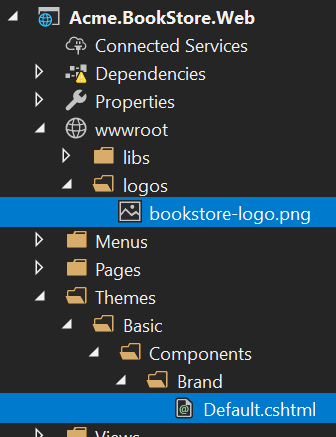 Acme.BookStore.Web
Connected Services
Dependencies
Properties
wwwroot
libs
logos
bookstore-logo.png
Menus
Pages
Themes
Basic
Components
Brand
Default.cshtml
Views